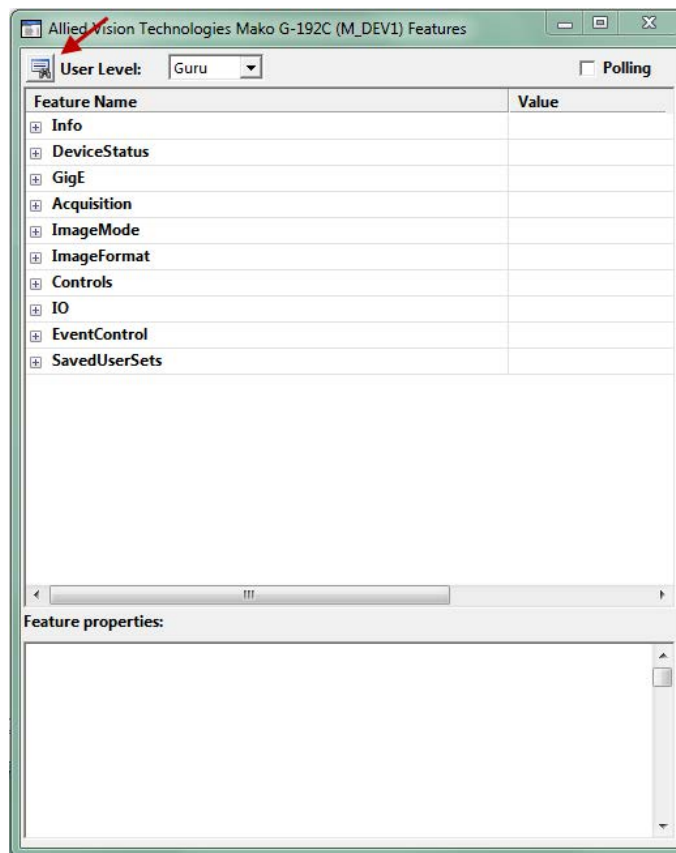 Allied Vision Technologies Mako G-192C (M_DEV1) Features
User Level: Guru Polling
Feature Name Value
Info
DeviceStatus
GigE
Acquisition
ImageMode
ImageFormat
Controls
IO
EventControl
SavedUserSets
Feature properties: